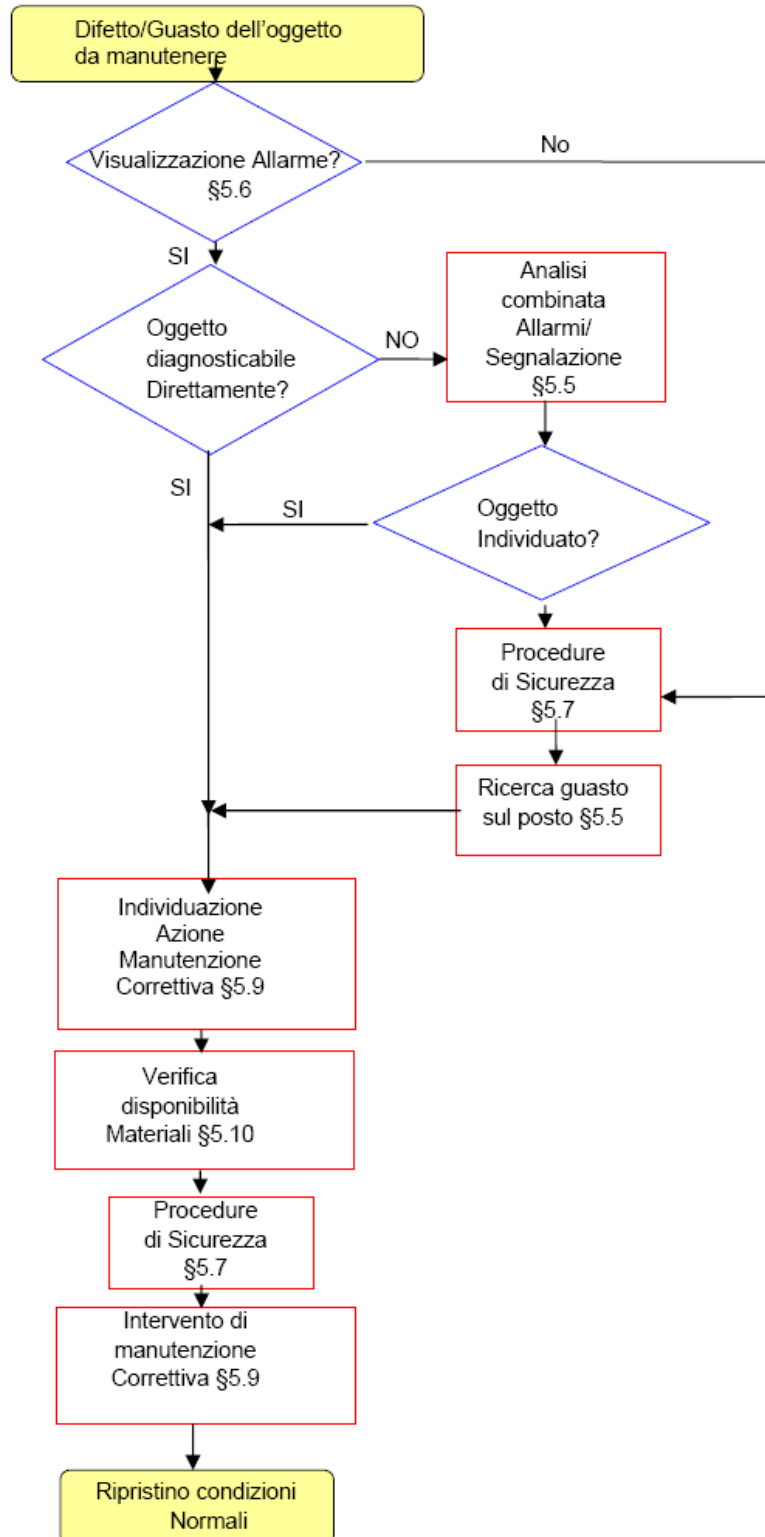 Difetto/Guasto dell'oggetto
da manutenere
Visualizzazione Allarme?
§5.6
No
SI
Oggetto
diagnosticabile
Direttamente?
NO
Analisi
combinata
Allarmi/
Segnalazione
§5.5
SI
SI
Oggetto
Individuato?
Procedure
di Sicurezza
§5.7
Ricerca guasto
sul posto §5.5
Individuazione
Azione
Manutenzione
Correttiva §5.9
Verifica
disponibilità
Materiali §5.10
Procedure
di Sicurezza
§5.7
Intervento di
manutenzione
Correttiva §5.9
Ripristino condizioni
Normali